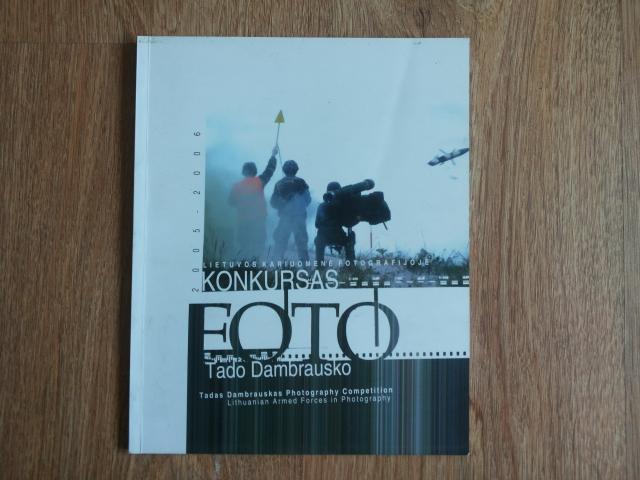 2005 - 2006
LIETUVOS KARIUOMENĖ FOTOGRAFIJOJE
KONKURSAS
FOTO
Tado Dambrausko
Tadas Dambrauskas Photography Competition
Lithuanian Armed Forces in Photography